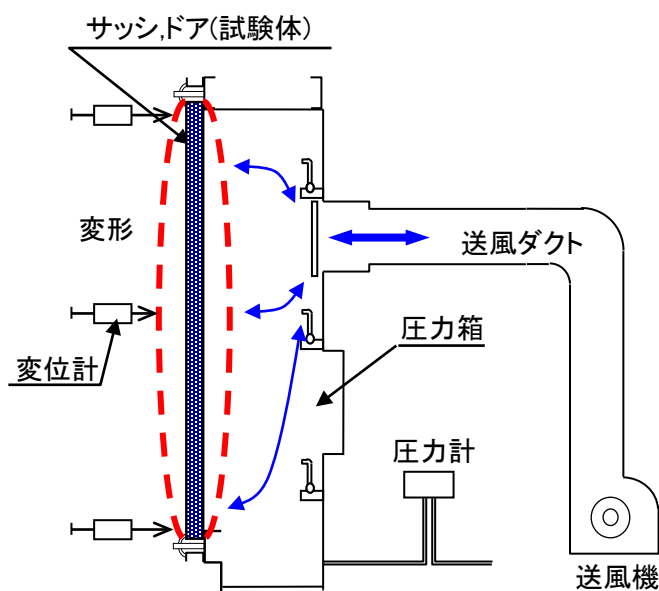 サッシ,ドア(試験体)
変形
送風ダクト
圧力箱
変位計
圧力計
送風機